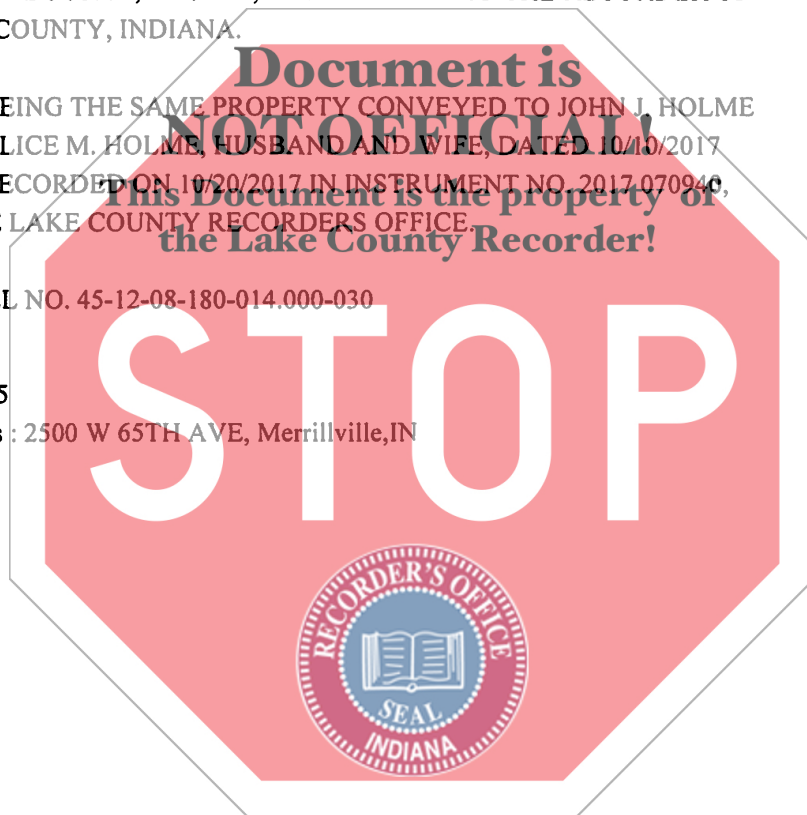 COUNTY, INDIANA.
Document is
EING THE SAME PROPERTY CONVEYED TO JOHN J. HOLME
NOT OFFICIAL!
LICE M. HOLME, HUSBAND AND WIFE, DATED 10/10/2017
ECORDED ON 10/20/2017 IN INSTRUMENT NO. 2017-070940,
This Document is the property of
LAKE COUNTY RECORDERS OFFICE.
the Lake County Recorder!
L NO. 45-12-08-180-014.000-030
STOP
5
s : 2500 W 65TH AVE, Merrillville,IN
RECORDER'S OFFICE
SEAL
INDIANA